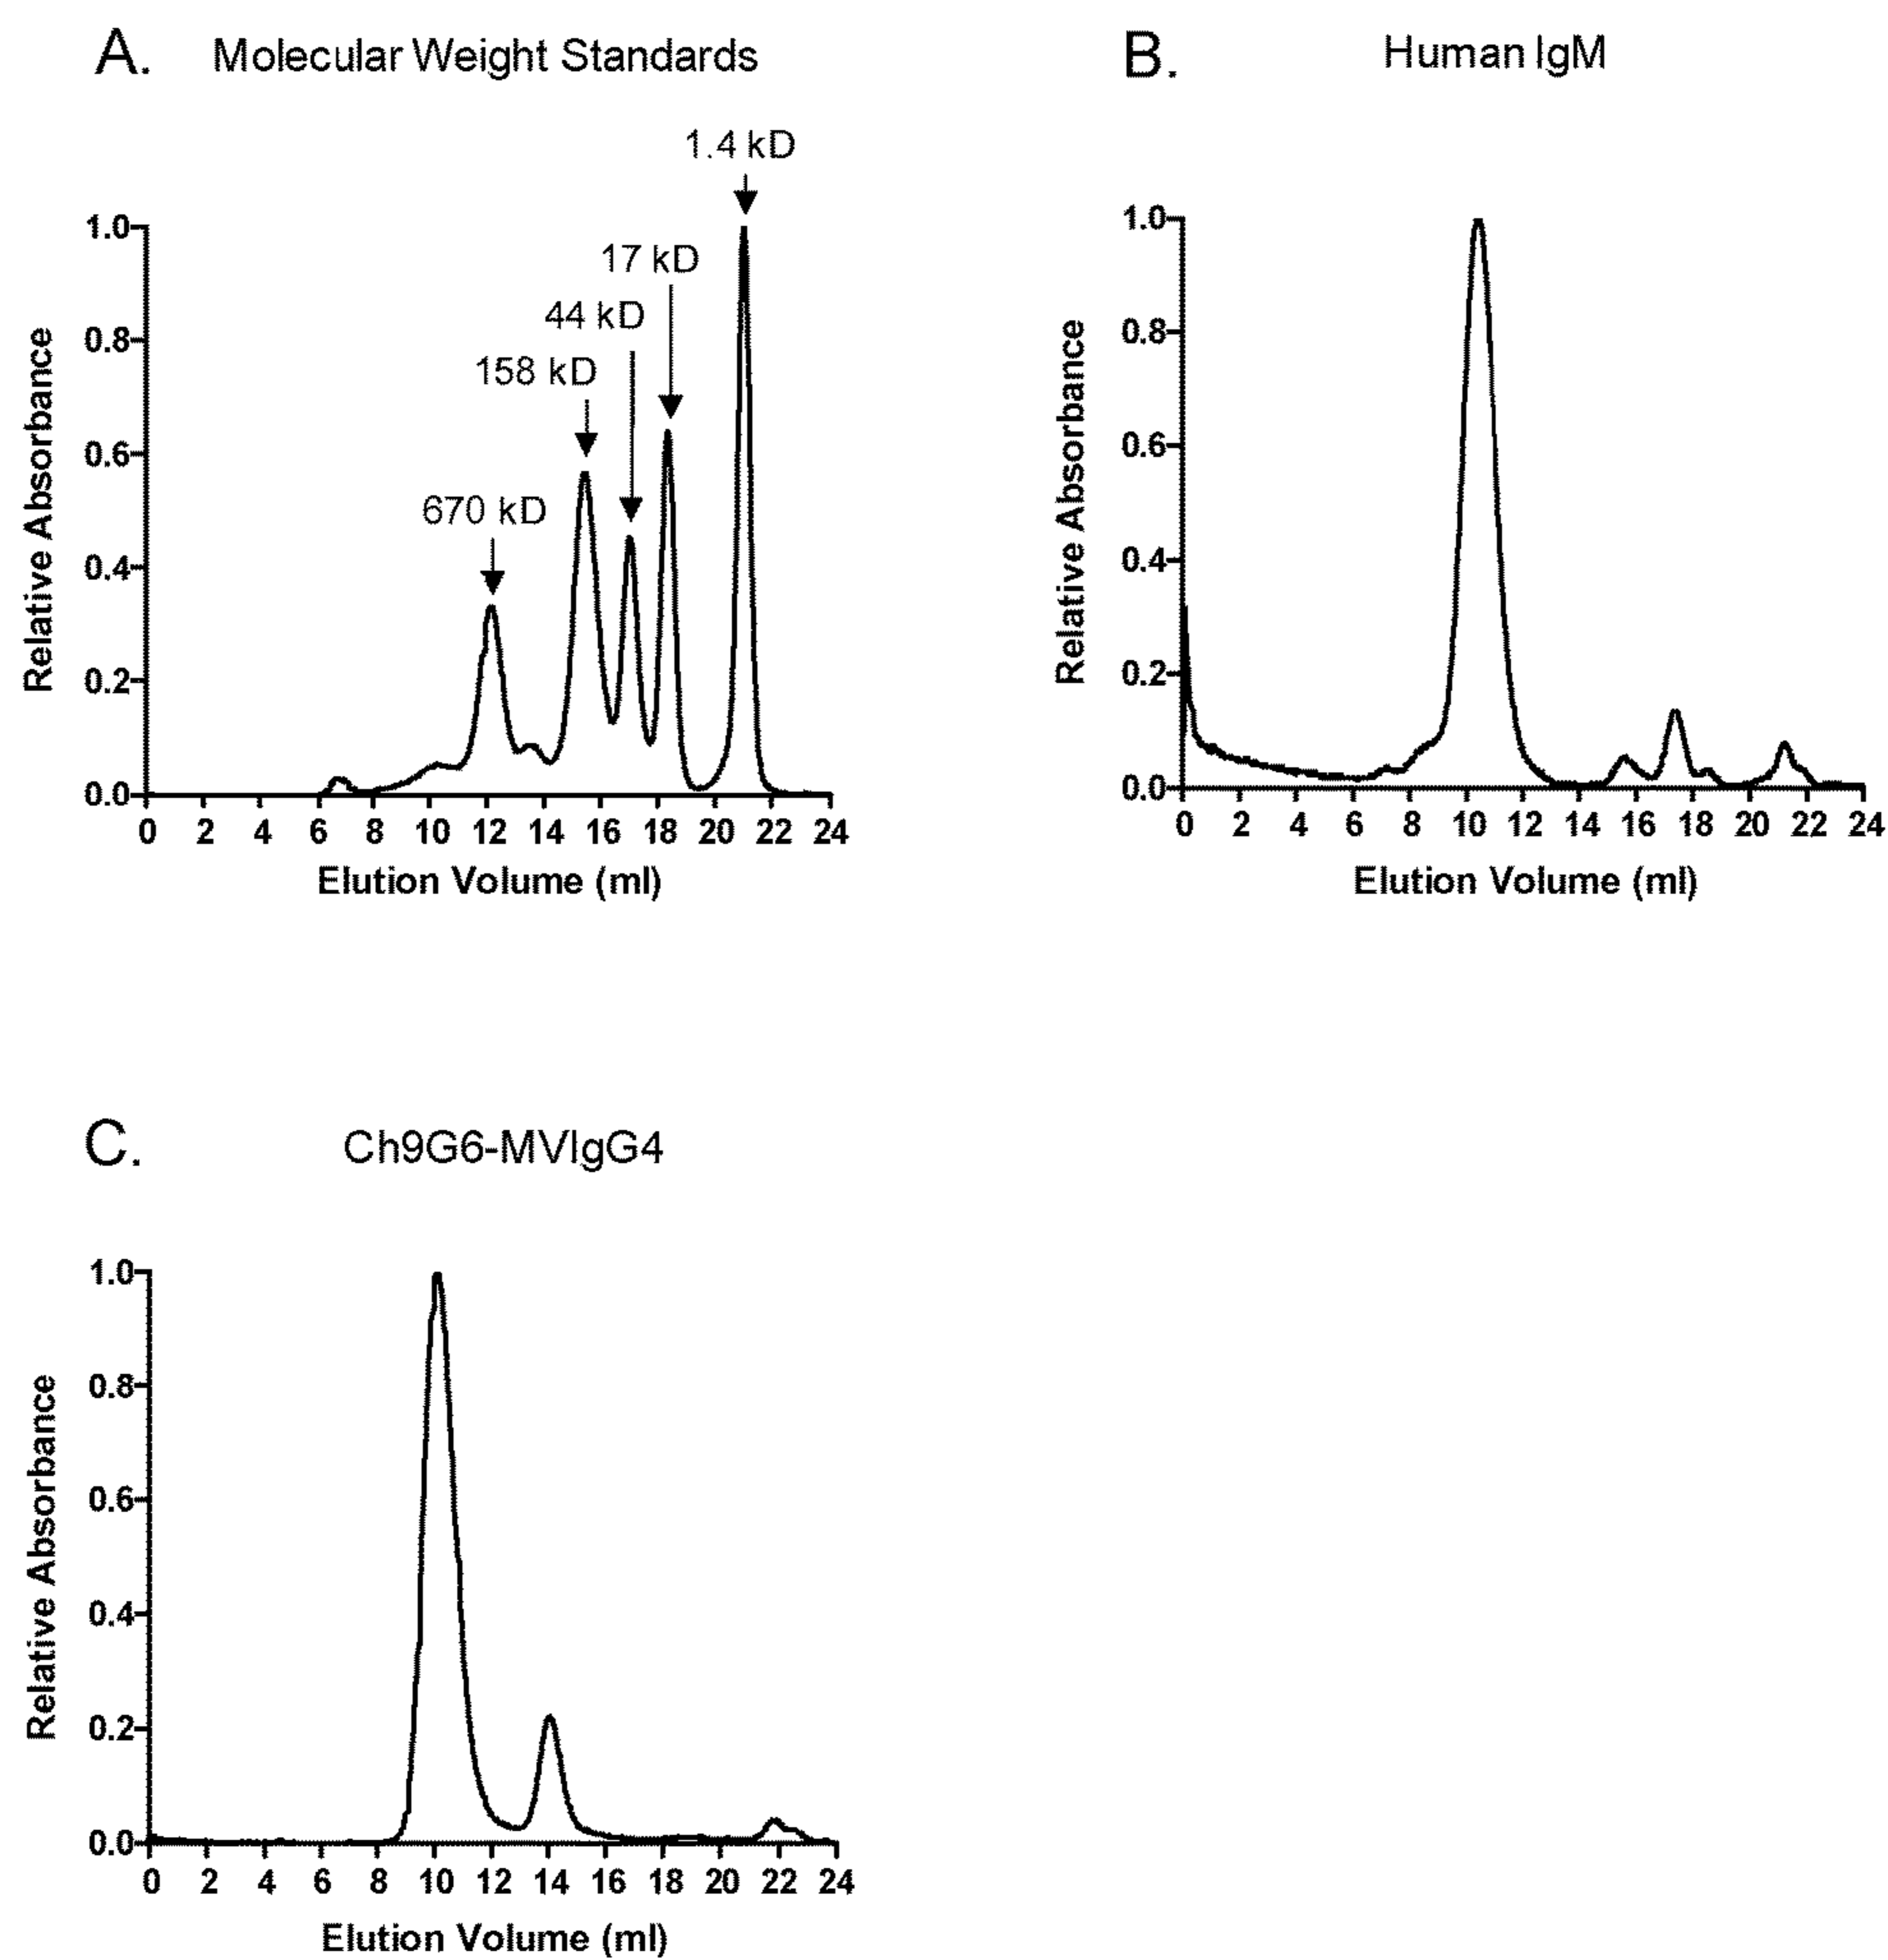 A. Molecular Weight Standards
1.4 kD
17 kD
44 kD
158 kD
670 kD
1.0
0.8
0.6
0.4
0.2
0.0
Relative Absorbance
0 2 4 6 8 10 12 14 16 18 20 22 24
Elution Volume (ml)
B. Human IgM
1.0
0.8
0.6
0.4
0.2
0.0
Relative Absorbance
0 2 4 6 8 10 12 14 16 18 20 22 24
Elution Volume (ml)
C. Ch9G6-MVIgG4
1.0
0.8
0.6
0.4
0.2
0.0
Relative Absorbance
0 2 4 6 8 10 12 14 16 18 20 22 24
Elution Volume (ml)